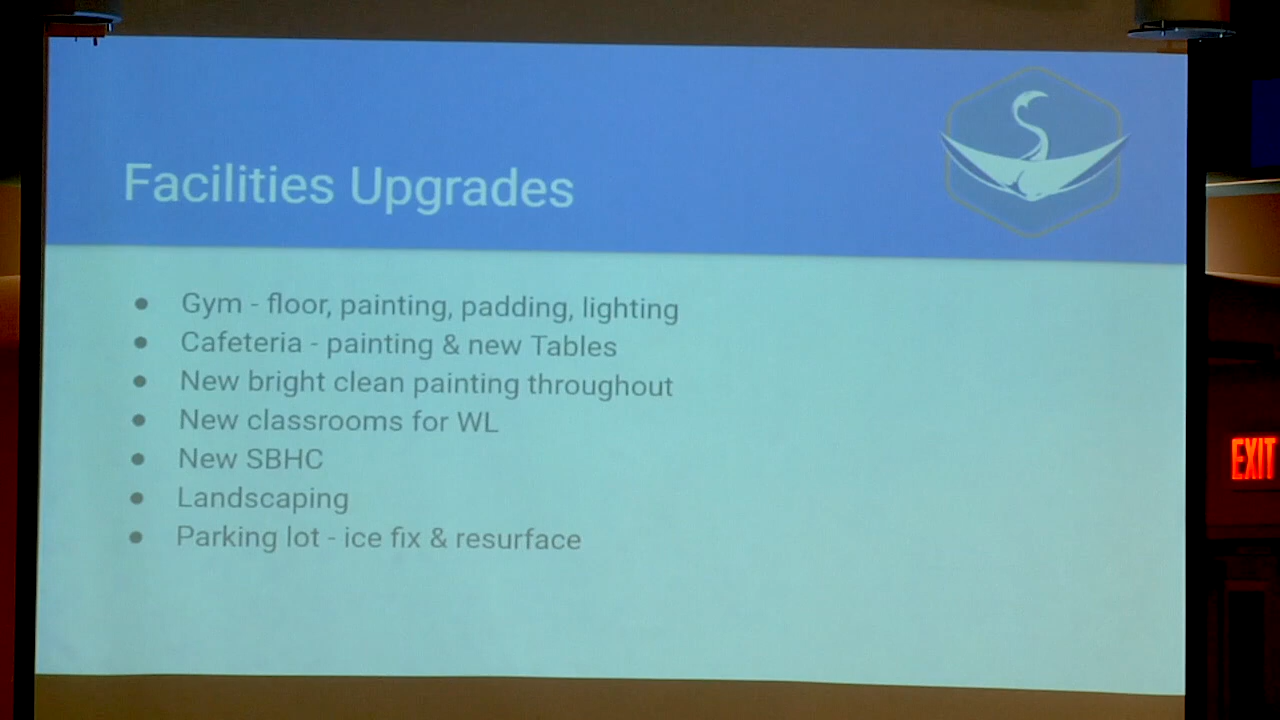 Facilities Upgrades
● Gym - floor, painting, padding, lighting
● Cafeteria - painting & new Tables
● New bright clean painting throughout
● New classrooms for WL
● New SBHC
● Landscaping
● Parking lot - ice fix & resurface
EXIT